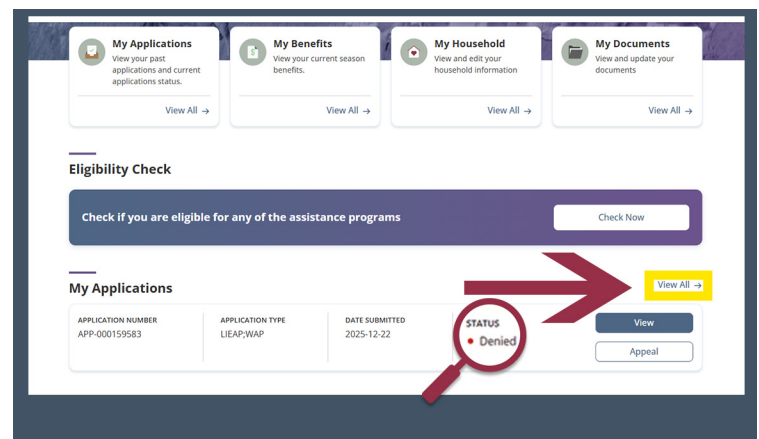 My Applications
View your past
applications and current
applications status.
View All →
My Benefits
View your current season
benefits.
View All →
My Household
View and edit your
household information
View All →
My Documents
View and update your
documents
View All →
Eligibility Check
Check if you are eligible for any of the assistance programs
Check Now
My Applications
View All →
APPLICATION NUMBER
APP-000159583
APPLICATION TYPE
LIEAP;WAP
DATE SUBMITTED
2025-12-22
STATUS
Denied
View
Appeal